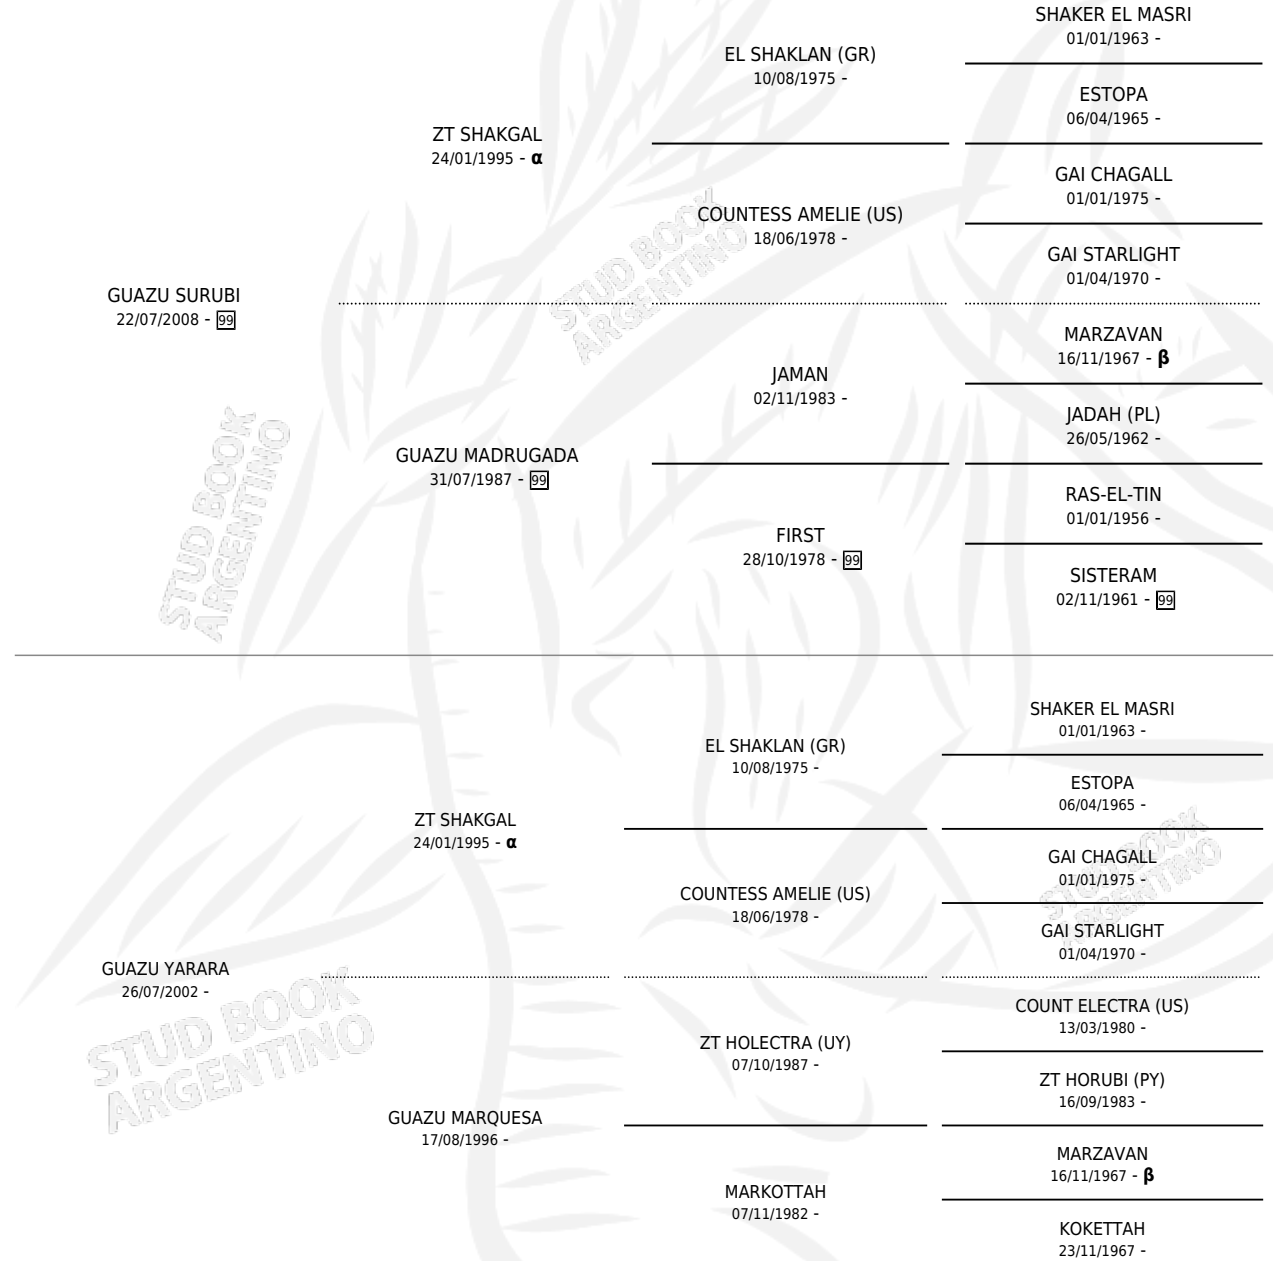 SHAKER EL MASRI
01/01/1963 -
EL SHAKLAN (GR)
10/08/1975 -
ESTOPA
06/04/1965 -
ZT SHAKGAL
24/01/1995 - α
GAI CHAGALL
01/01/1975 -
COUNTESS AMELIE (US)
18/06/1978 -
GAI STARLIGHT
01/04/1970 -
GUAZU SURUBI
22/07/2008 - 99
MARZAVAN
16/11/1967 - β
JAMAN
02/11/1983 -
JADAH (PL)
26/05/1962 -
GUAZU MADRUGADA
31/07/1987 - 99
RAS-EL-TIN
01/01/1956 -
FIRST
28/10/1978 - 99
SISTERAM
02/11/1961 - 99
STUD BOOK
ARGENTINO
STUD BOOK
ARGENTINO
SHAKER EL MASRI
01/01/1963 -
EL SHAKLAN (GR)
10/08/1975 -
ESTOPA
06/04/1965 -
ZT SHAKGAL
24/01/1995 - α
GAI CHAGALL
01/01/1975 -
COUNTESS AMELIE (US)
18/06/1978 -
GAI STARLIGHT
01/04/1970 -
GUAZU YARARA
26/07/2002 -
COUNT ELECTRA (US)
13/03/1980 -
ZT HOLECTRA (UY)
07/10/1987 -
ZT HORUBI (PY)
16/09/1983 -
GUAZU MARQUESA
17/08/1996 -
MARZAVAN
16/11/1967 - β
MARKOTTAH
07/11/1982 -
KOKETTAH
23/11/1967 -
STUD BOOK
ARGENTINO
STUD BOOK
ARGENTINO